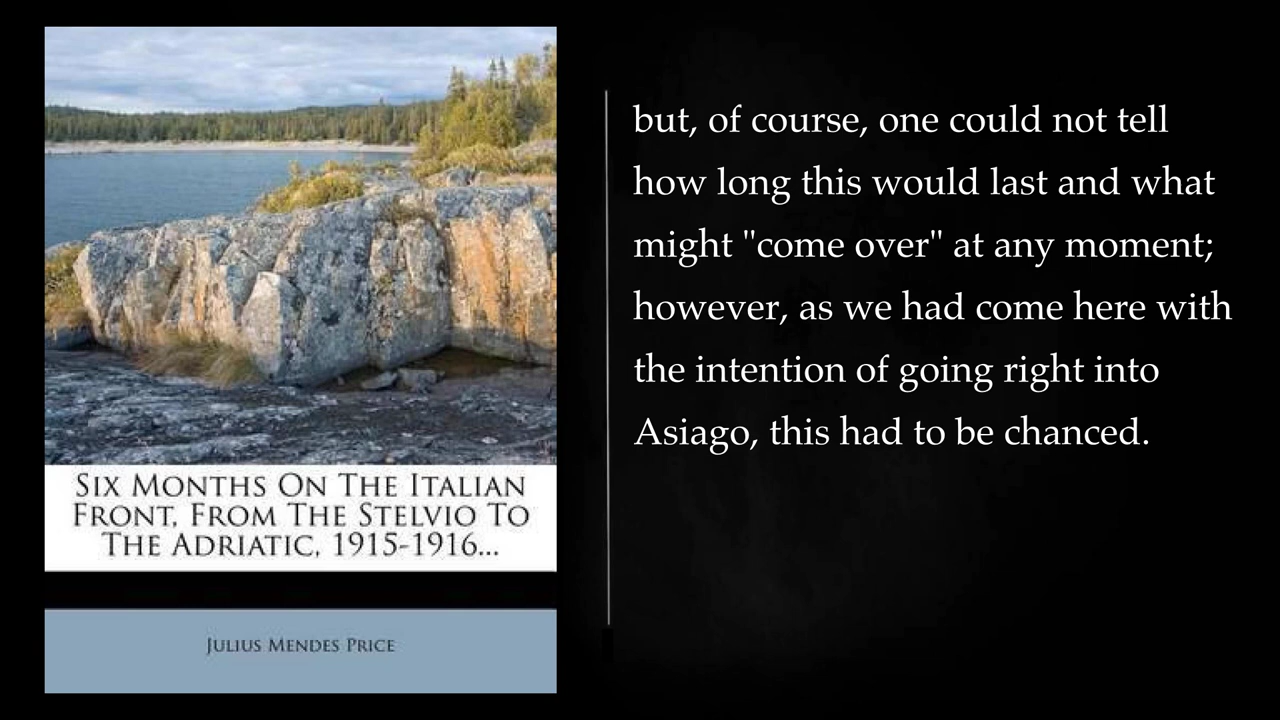 but, of course, one could not tell
how long this would last and what
might "come over" at any moment;
however, as we had come here with
the intention of going right into
Asiago, this had to be chanced.
Six Months On The Italian
Front, From The Stelvio To
The Adriatic, 1915-1916...
Julius Mendes Price